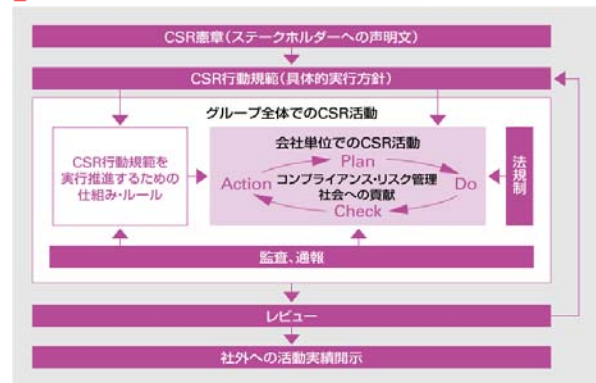 CSR憲章(ステークホルダーへの声明文)
CSR行動規範(具体的実行方針)
グループ全体でのCSR活動
CSR行動規範を
実行推進するための
仕組み・ルール
会社単位でのCSR活動
Plan
Action
コンプライアンス・リスク管理
社会への貢献
Do
Check
法規制
監査、通報
レビュー
社外への活動実績開示